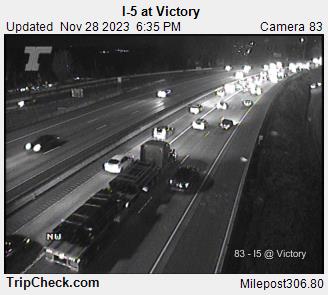 I-5 at Victory
Updated Nov 28 2023 6:35 PM Camera 83
T
NW
83 - I5 @ Victory
TripCheck.com Milepost306.80